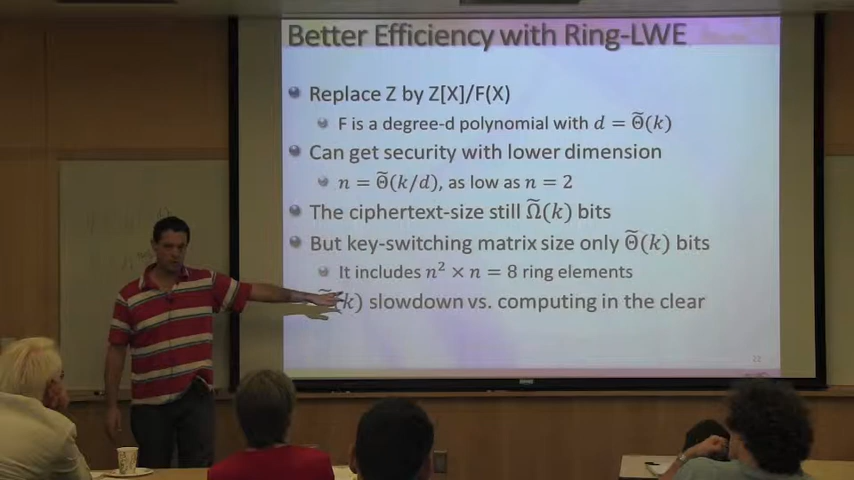 Better Efficiency with Ring-LWE
Replace Z by Z[X]/F(X)
F is a degree-d polynomial with d = Θ̃(k)
Can get security with lower dimension
n = Θ̃(k/d), as low as n = 2
The ciphertext-size still Ω̃(k) bits
But key-switching matrix size only Θ̃(k) bits
It includes n² × n = 8 ring elements
(k) slowdown vs. computing in the clear